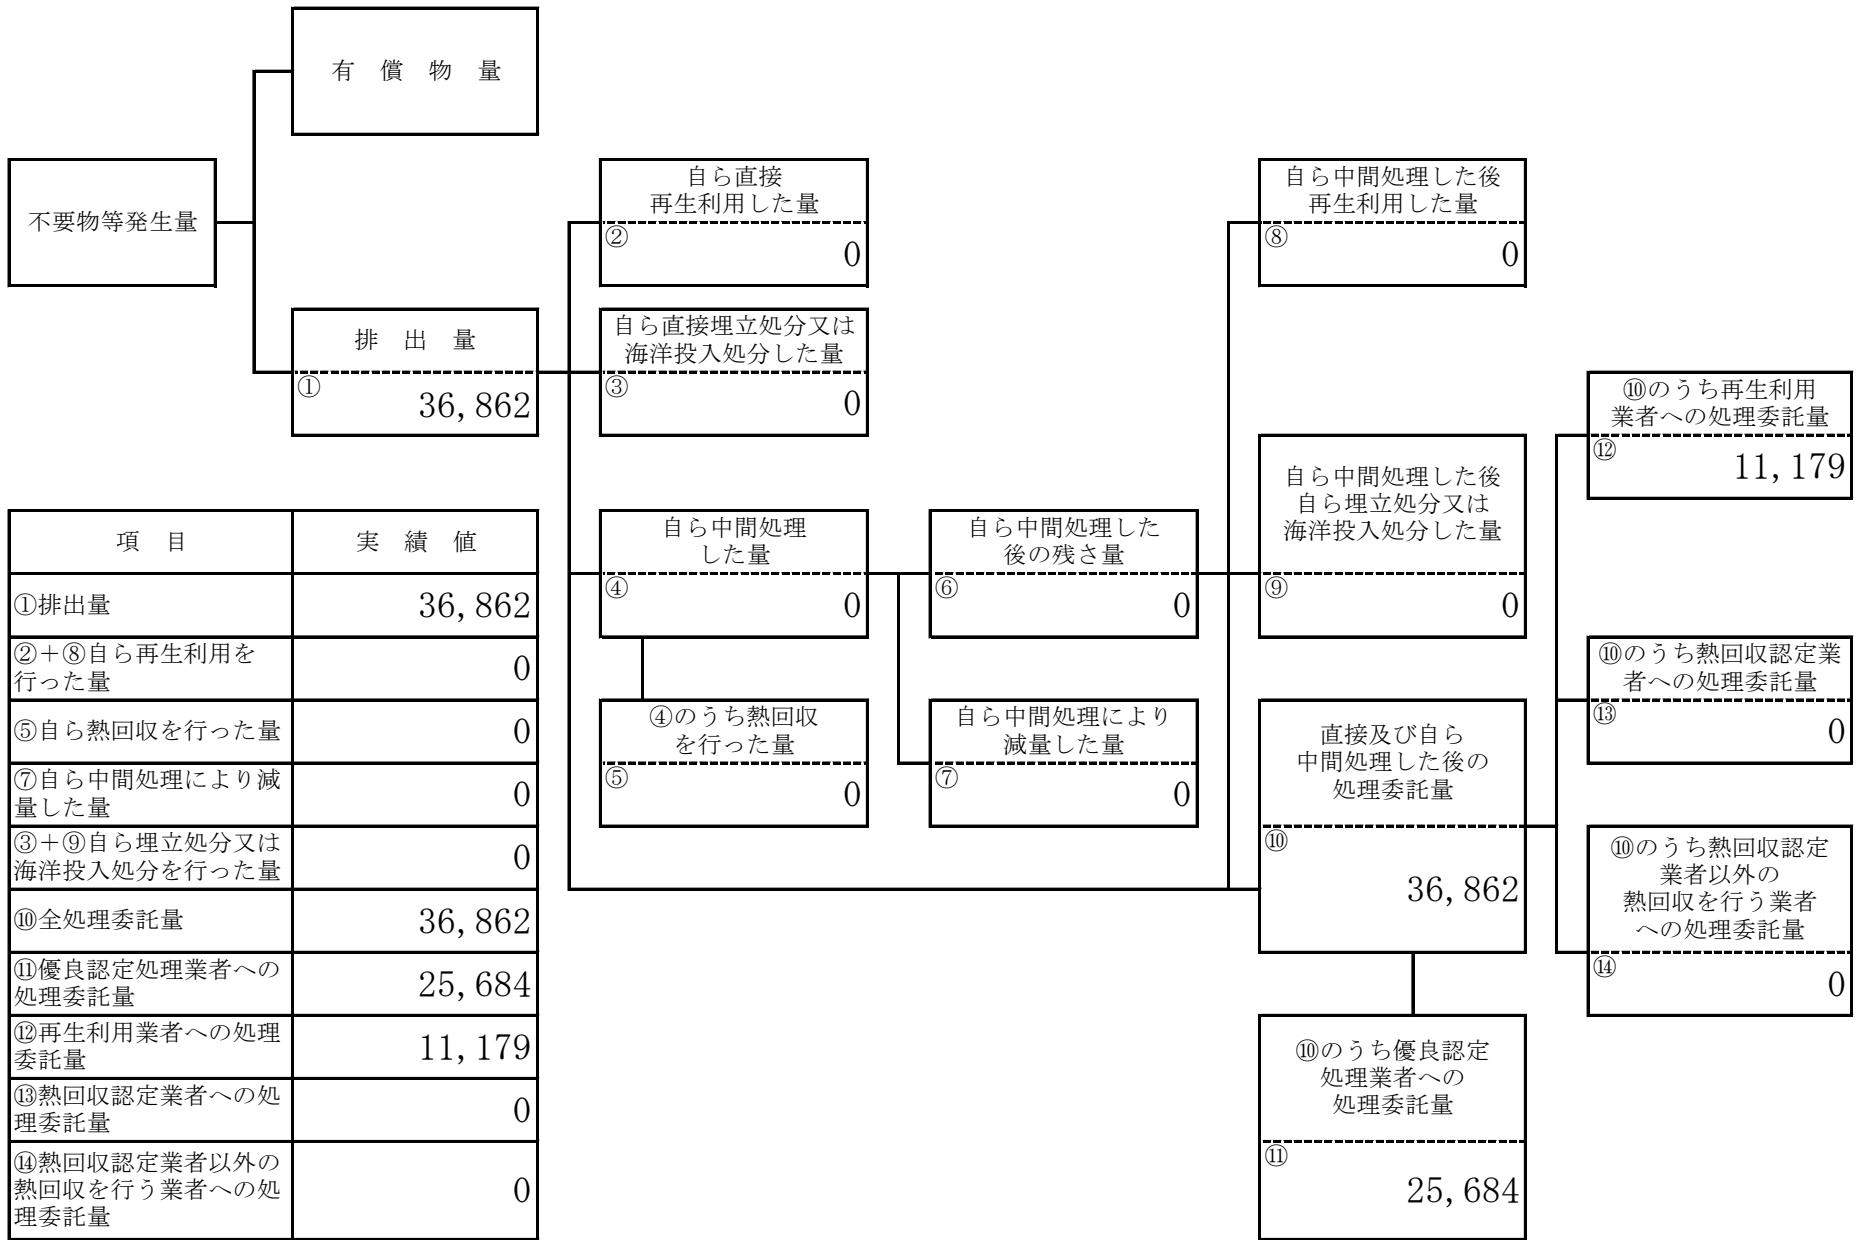 有 償 物 量
不要物等発生量
排 出 量
①
36,862
自ら直接
再生利用した量
②
0
自ら直接埋立処分又は
海洋投入処分した量
③
0
自ら中間処理
した量
④
0
④のうち熱回収
を行った量
⑤
0
自ら中間処理した
後の残さ量
⑥
0
自ら中間処理により
減量した量
⑦
0
自ら中間処理した後
再生利用した量
⑧
0
自ら中間処理した後
自ら埋立処分又は
海洋投入処分した量
⑨
0
直接及び自ら
中間処理した後の
処理委託量
⑩
36,862
⑩のうち優良認定
処理業者への
処理委託量
⑪
25,684
⑩のうち再生利用
業者への処理委託量
⑫
11,179
⑩のうち熱回収認定業
者への処理委託量
⑬
0
⑩のうち熱回収認定
業者以外の
熱回収を行う業者
への処理委託量
⑭
0
項 目 実 績 値
①排出量 36,862
②+⑧自ら再生利用を
行った量
0
⑤自ら熱回収を行った量 0
⑦自ら中間処理により減
量した量
0
③+⑨自ら埋立処分又は
海洋投入処分を行った量
0
⑩全処理委託量 36,862
⑪優良認定処理業者への
処理委託量
25,684
⑫再生利用業者への処理
委託量
11,179
⑬熱回収認定業者への処
理委託量
0
⑭熱回収認定業者以外の
熱回収を行う業者への処
理委託量
0